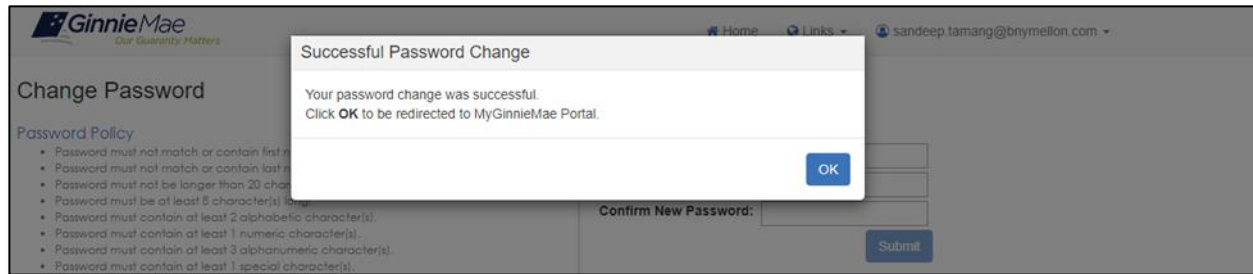 GinnieMae
Our Guaranty Matters
Home Links sandeep.tamang@bnymellon.com
Successful Password Change
Your password change was successful.
Click OK to be redirected to MyGinnieMae Portal.
OK
Change Password
Password Policy
• Password must not match or contain first
• Password must not match or contain last
• Password must not be longer than 20
• Password must be at least 8 character(s) long.
• Password must contain at least 2 alphabetic character(s).
• Password must contain at least 1 numeric character(s).
• Password must contain at least 3 alphanumeric character(s).
• Password must contain at least 1 special character(s).
Confirm New Password:
Submit